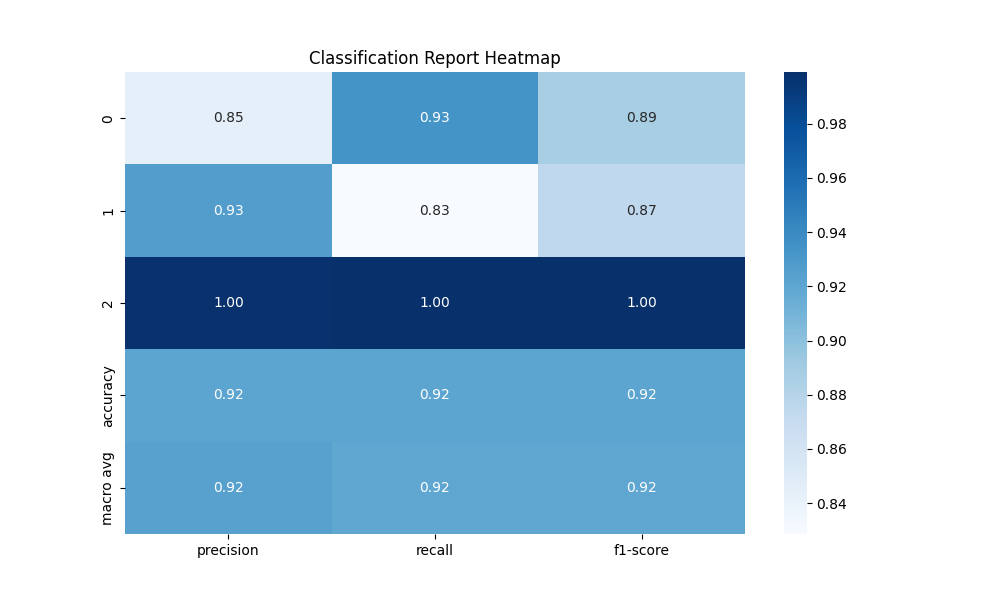 Classification Report Heatmap
0 0.85 0.93 0.89 0.98
1 0.93 0.83 0.87 0.96
2 1.00 1.00 1.00 0.94
accuracy 0.92 0.92 0.92 0.92
macro avg 0.92 0.92 0.92 0.90
0.88
0.86
0.84
precision recall f1-score